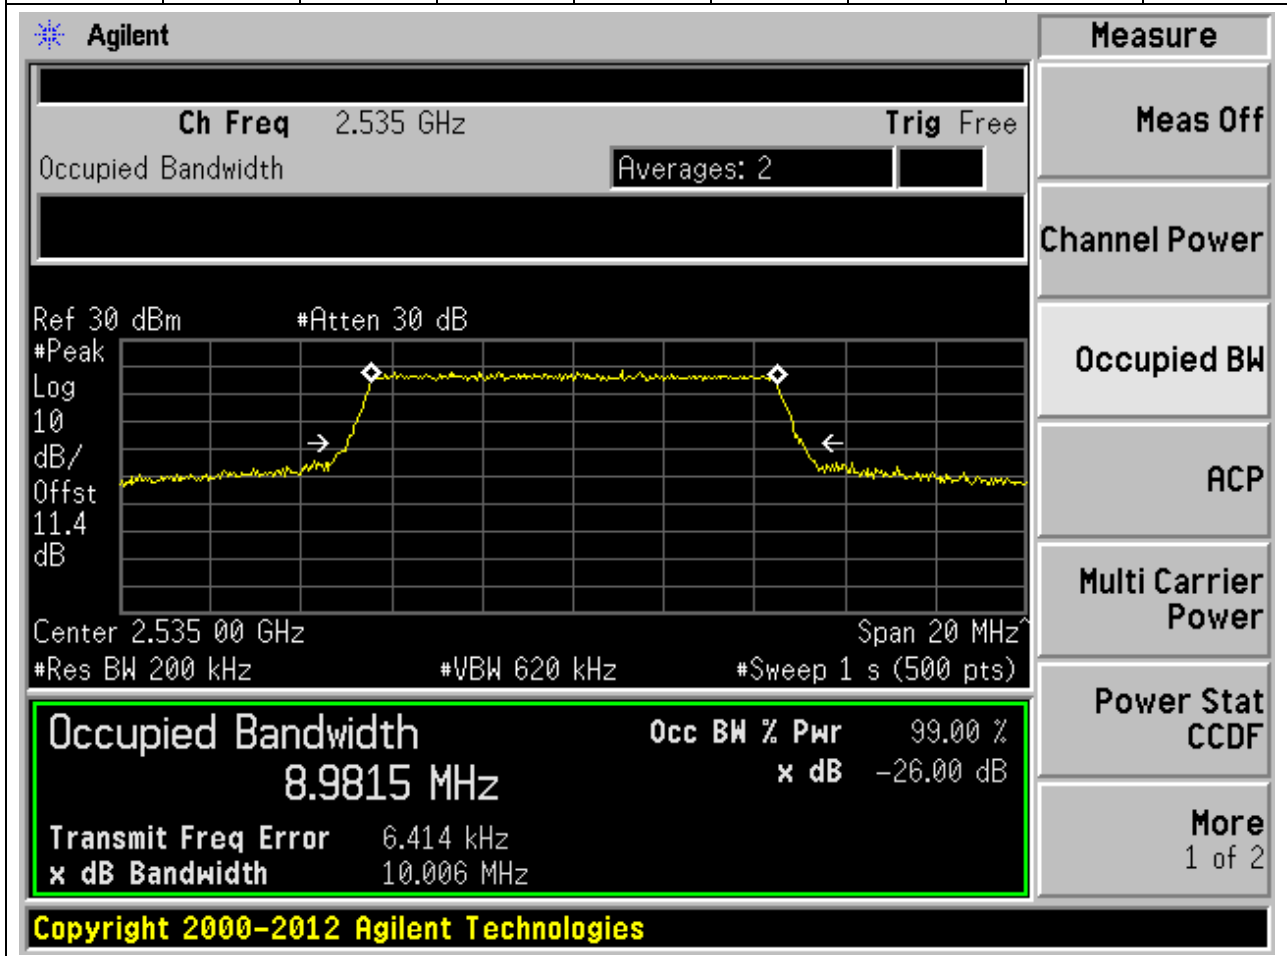 Agilent
Measure
Ch Freq 2.535 GHz Trig Free
Meas Off
Occupied Bandwidth Averages: 2
Channel Power
Ref 30 dBm #Atten 30 dB
#Peak
Log
10
dB/
Offst
11.4
dB
Occupied BW
ACP
Center 2.535 00 GHz Span 20 MHz^
#Res BW 200 kHz #VBW 620 kHz #Sweep 1 s (500 pts)
Multi Carrier
Power
Occupied Bandwidth Occ BW % Pwr 99.00 %
8.9815 MHz x dB -26.00 dB
Transmit Freq Error 6.414 kHz
x dB Bandwidth 10.006 MHz
Power Stat
CCDF
More
1 of 2
Copyright 2000-2012 Agilent Technologies